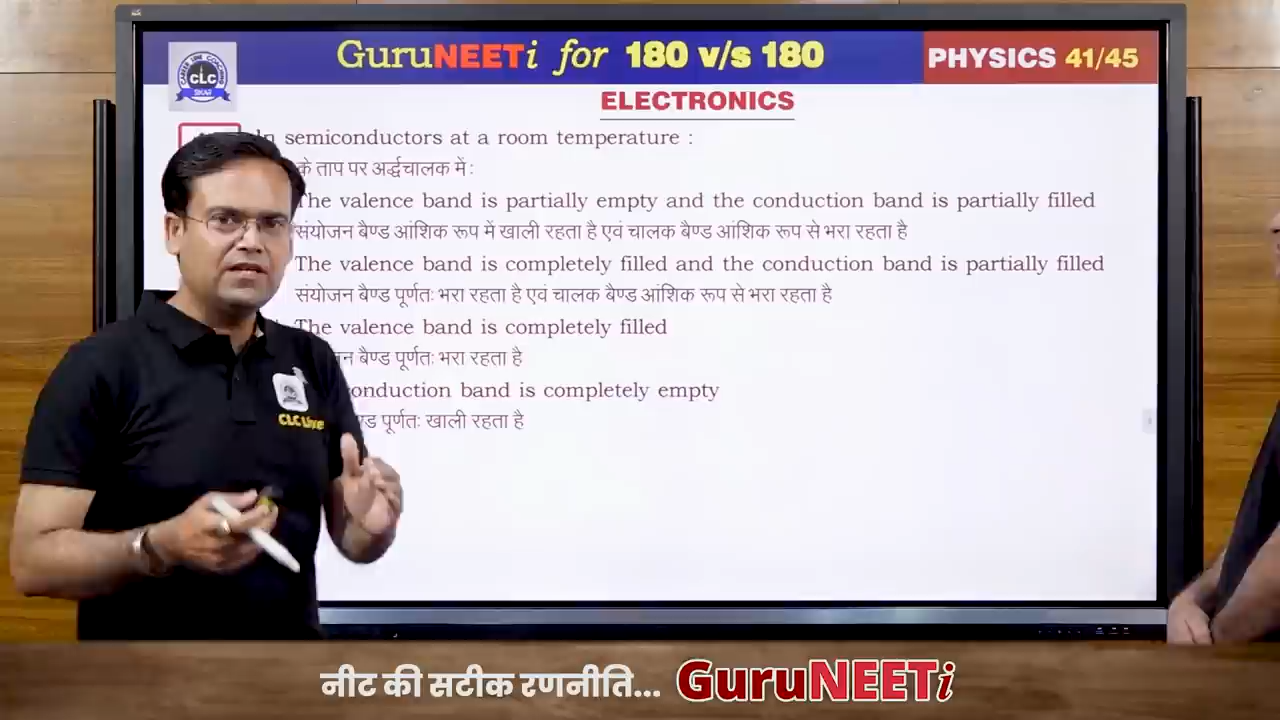 GuruNEETi for 180 v/s 180
PHYSICS 41/45
CLC
SIKAR
ELECTRONICS
In semiconductors at a room temperature :
के ताप पर अर्द्धचालक में :
The valence band is partially empty and the conduction band is partially filled
संयोजन बैण्ड आंशिक रूप में खाली रहता है एवं चालक बैण्ड आंशिक रूप से भरा रहता है
The valence band is completely filled and the conduction band is partially filled
संयोजन बैण्ड पूर्णतः भरा रहता है एवं चालक बैण्ड आंशिक रूप से भरा रहता है
The valence band is completely filled
बैण्ड पूर्णतः भरा रहता है
conduction band is completely empty
पूर्णतः खाली रहता है
CLC
नीट की सटीक रणनीति... GuruNEETi